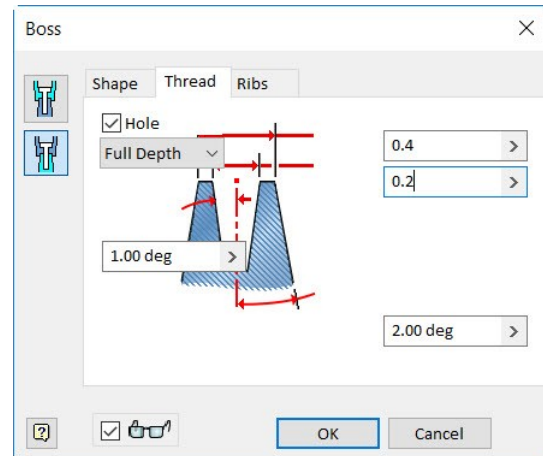 Boss
Shape Thread Ribs
Hole
Full Depth
0.4
0.2
1.00 deg
2.00 deg
OK Cancel